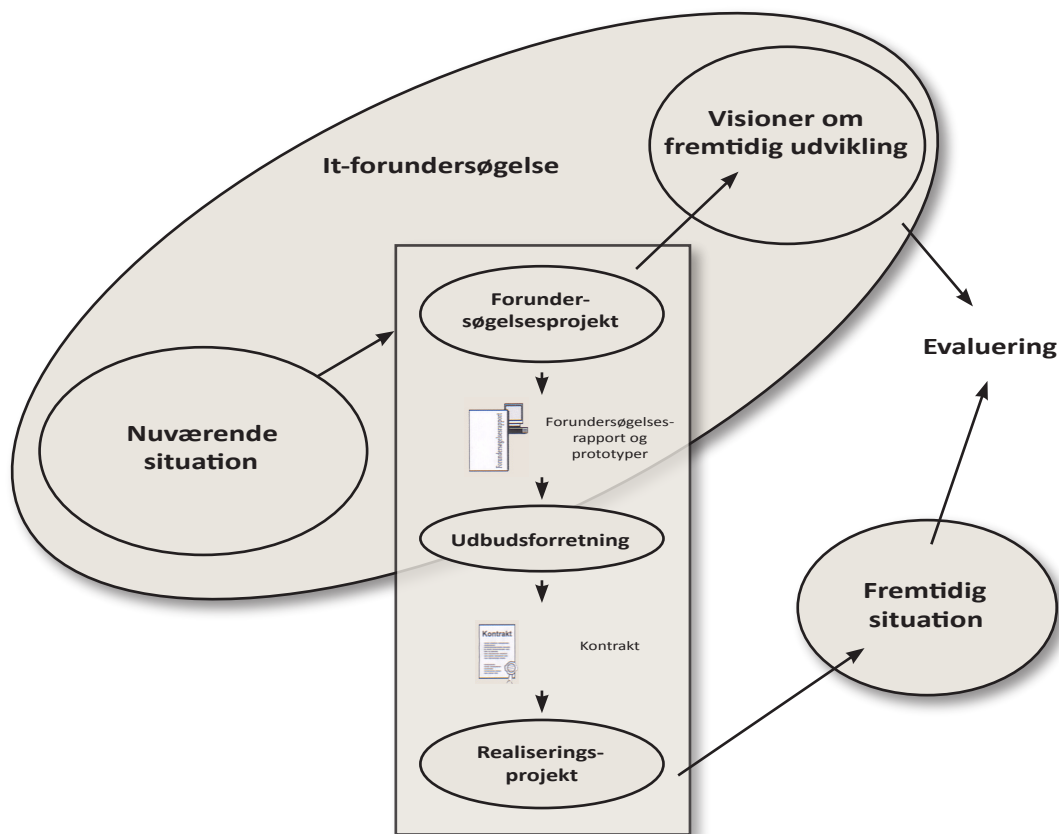 Visioner om
fremtidig udvikling
It-forundersøgelse
Forunder-
søgelsesprojekt
Evaluering
Nuværende
situation
forundersøgelsesrapport
Forundersøgelses-
rapport og
prototyper
Udbudsforretning
Fremtidig
situation
Kontrakt
Kontrakt
Realiserings-
projekt